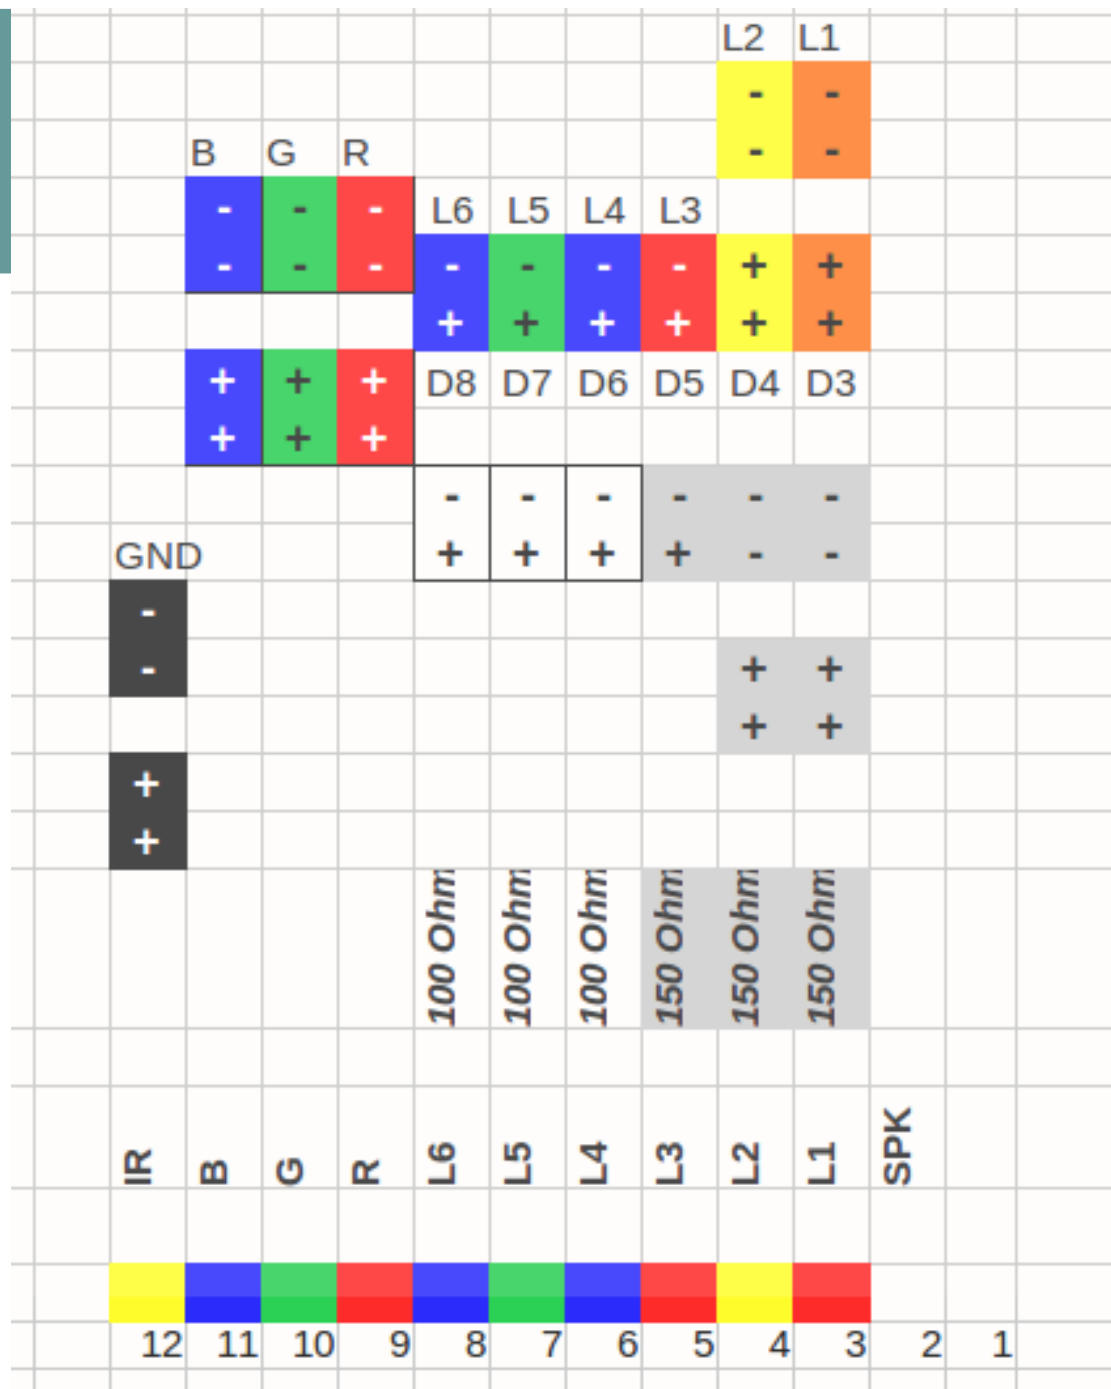 L2 L1
- -
B G R - -
- - - L6 L5 L4 L3
- - - - - - - + +
+ + + + + +
+ + + D8 D7 D6 D5 D4 D3
+ + +
- - - - - -
GND + + + + - -
-
- + +
+ +
+
+
100 Ohm 100 Ohm 100 Ohm 150 Ohm 150 Ohm 150 Ohm
IR B G R L6 L5 L4 L3 L2 L1 SPK
12 11 10 9 8 7 6 5 4 3 2 1